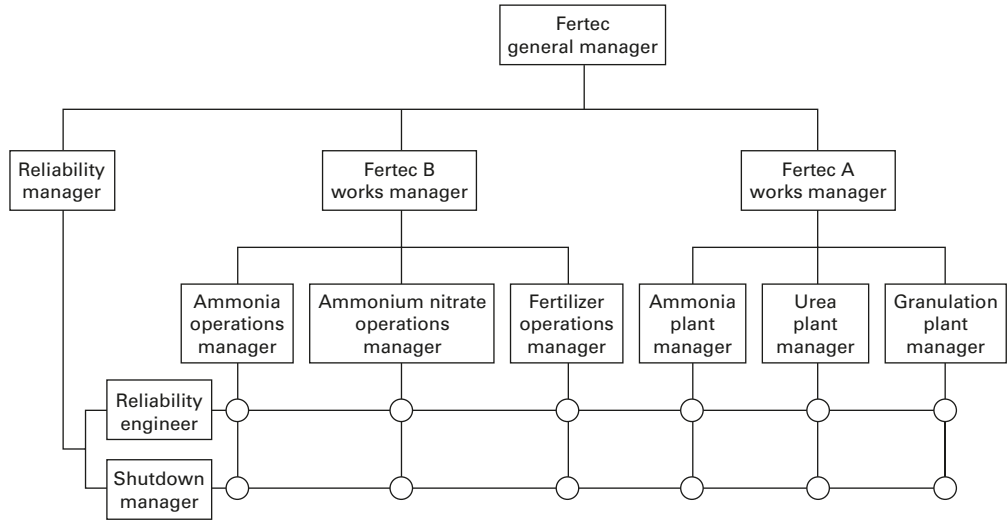 Fertec
general manager
Reliability
manager
Fertec B
works manager
Fertec A
works manager
Ammonia
operations
manager
Ammonium nitrate
operations
manager
Fertilizer
operations
manager
Ammonia
plant
manager
Urea
plant
manager
Granulation
plant
manager
Reliability
engineer
Shutdown
manager